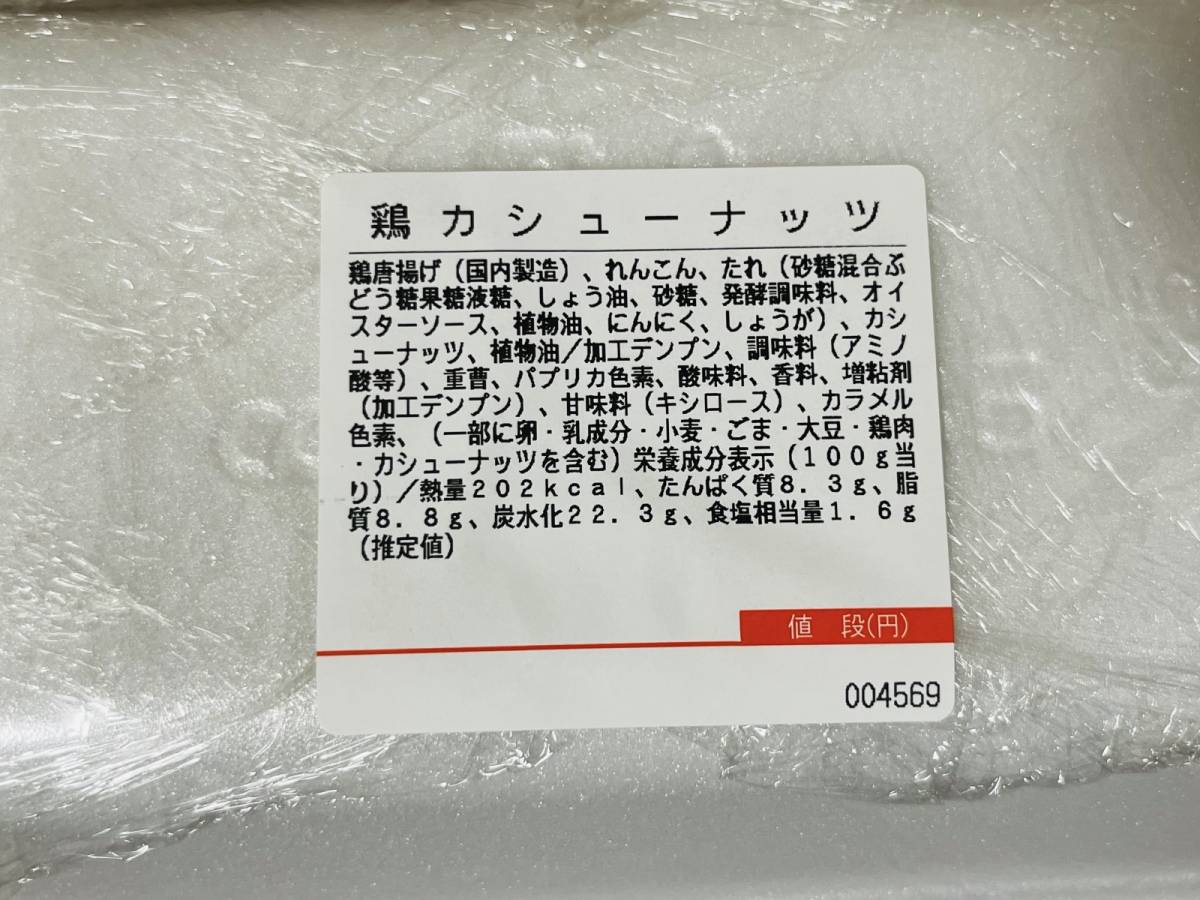 鶏カシューナッツ
鶏唐揚げ（国内製造）、れんこん、たれ（砂糖混合ぶ
どう糖果糖液糖、しょう油、砂糖、発酵調味料、オイ
スターソース、植物油、にんにく、しょうが）、カシ
ューナッツ、植物油／加工デンプン、調味料（アミノ
酸等）、重曹、パプリカ色素、酸味料、香料、増粘剤
（加工デンプン）、甘味料（キシロース）、カラメル
色素、（一部に卵・乳成分・小麦・ごま・大豆・鶏肉
・カシューナッツを含む）栄養成分表示（１００ｇ当
り）／熱量２０２ｋｃａｌ、たんぱく質８．３ｇ、脂
質８．８ｇ、炭水化２２．３ｇ、食塩相当量１．６ｇ
（推定値）
値　段(円)
004569